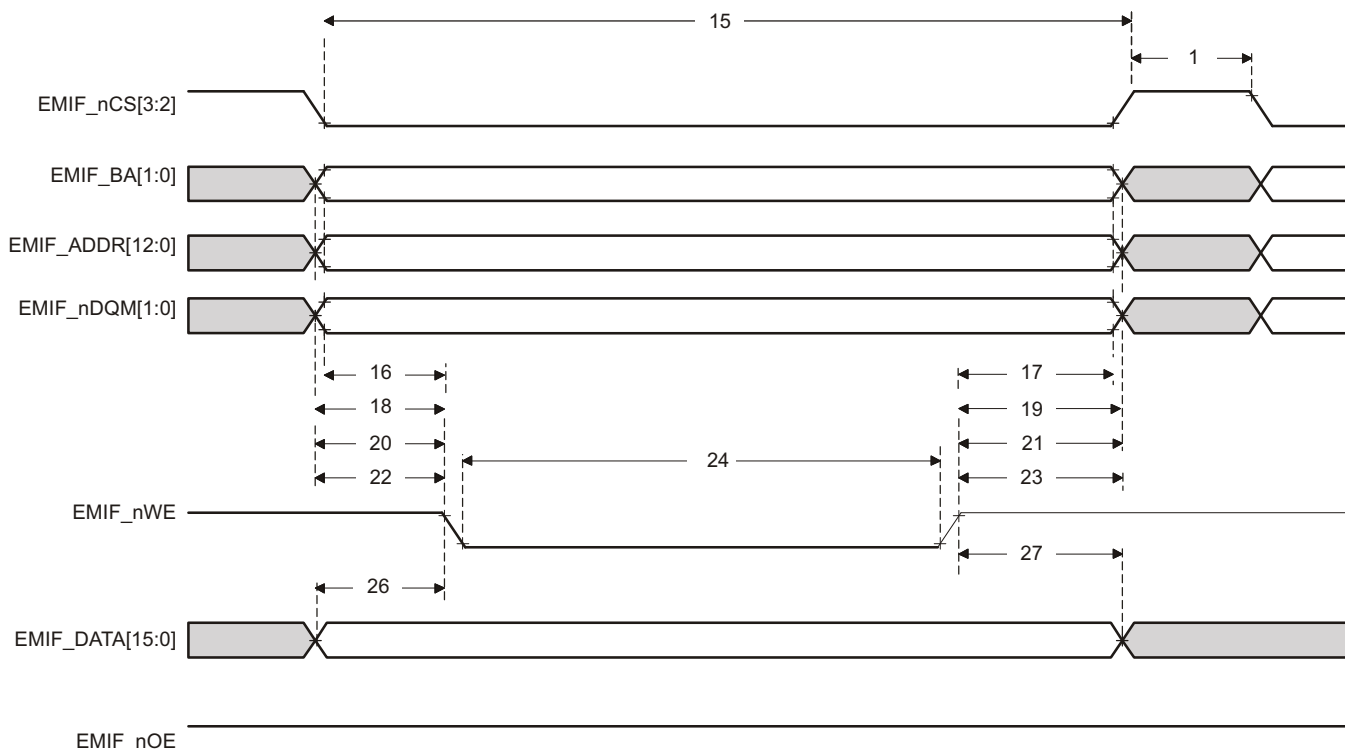 15
1
EMIF_nCS[3:2]
EMIF_BA[1:0]
EMIF_ADDR[12:0]
EMIF_nDQM[1:0]
16 17
18 19
20 21
24
22 23
EMIF_nWE
27
26
EMIF_DATA[15:0]
EMIF_nOE